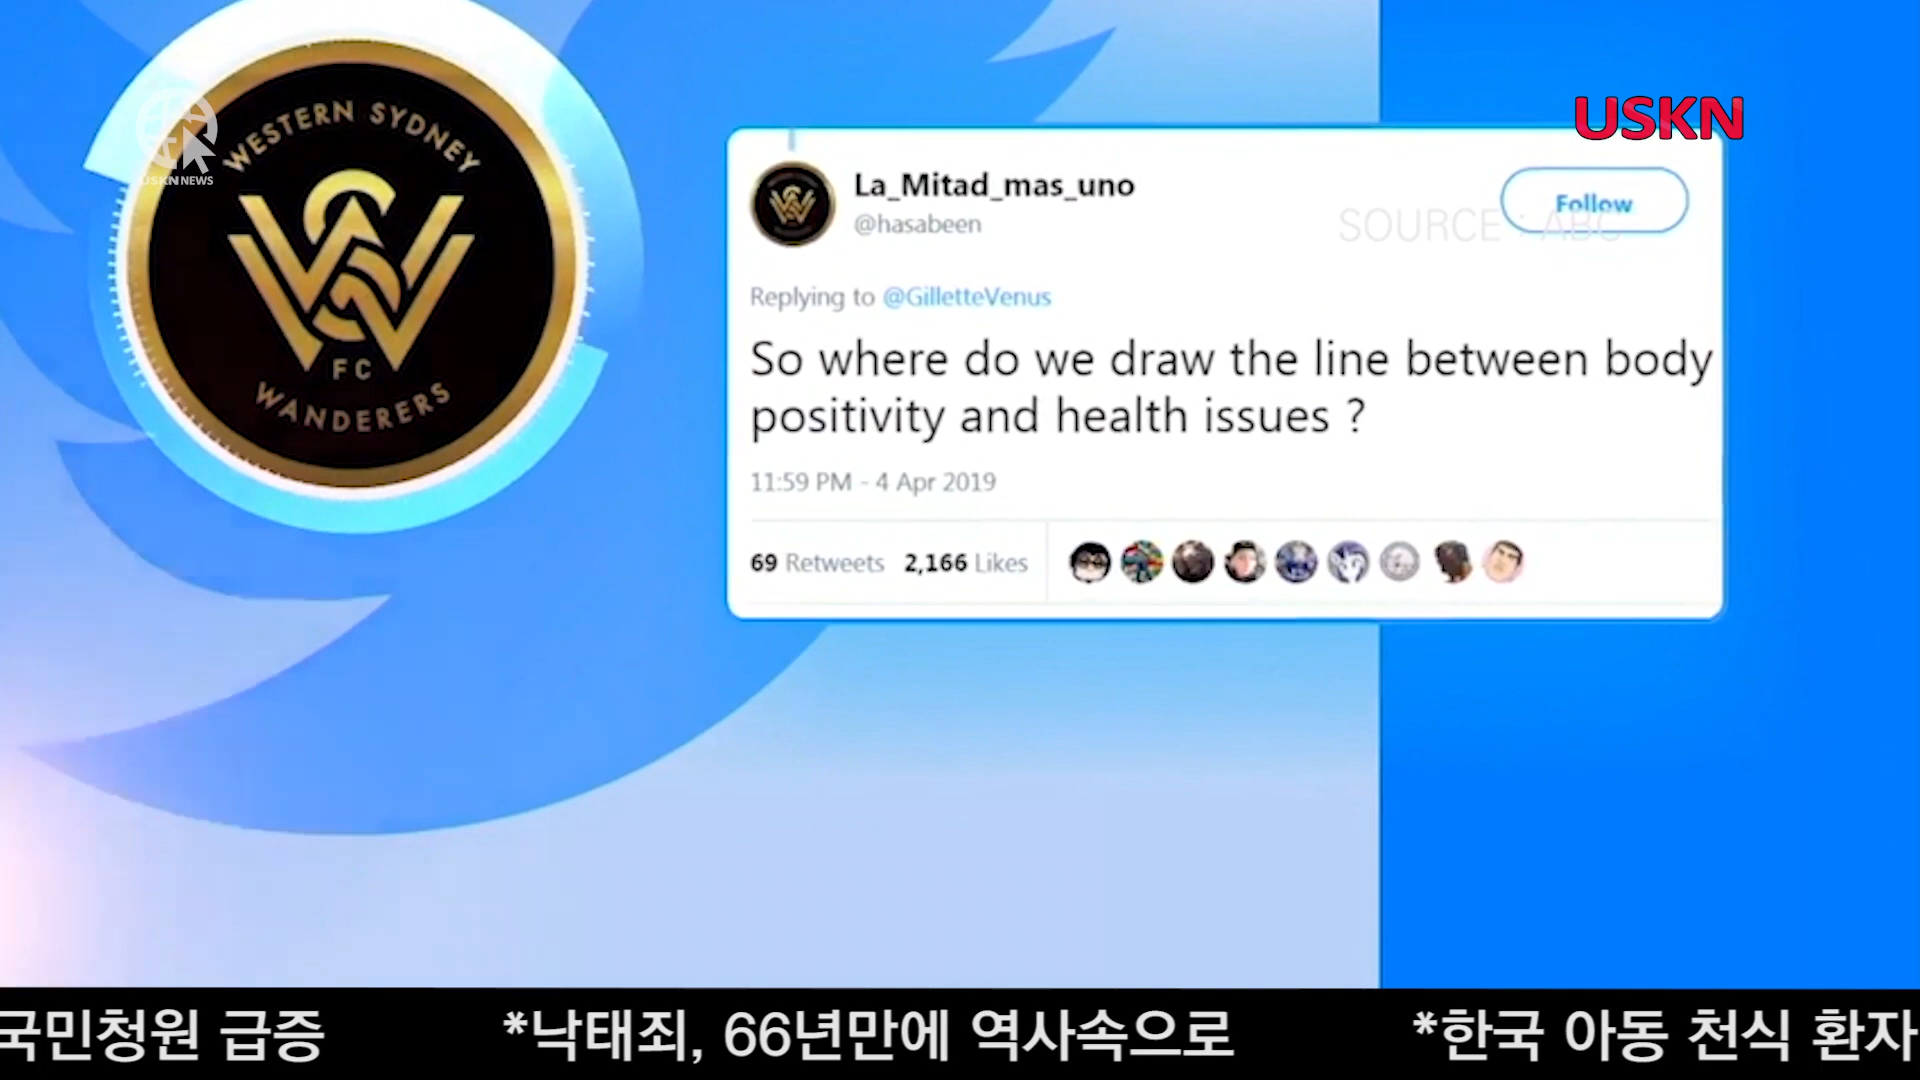 WESTERN SYDNEY
FC
WANDERERS
USKN NEWS
USKN
La_Mitad_mas_uno
@hasabeen
Follow
SOURCE : ABC
Replying to @GilletteVenus
So where do we draw the line between body
positivity and health issues ?
11:59 PM - 4 Apr 2019
69 Retweets 2,166 Likes
국민청원 급증 *낙태죄, 66년만에 역사속으로 *한국 아동 천식 환자